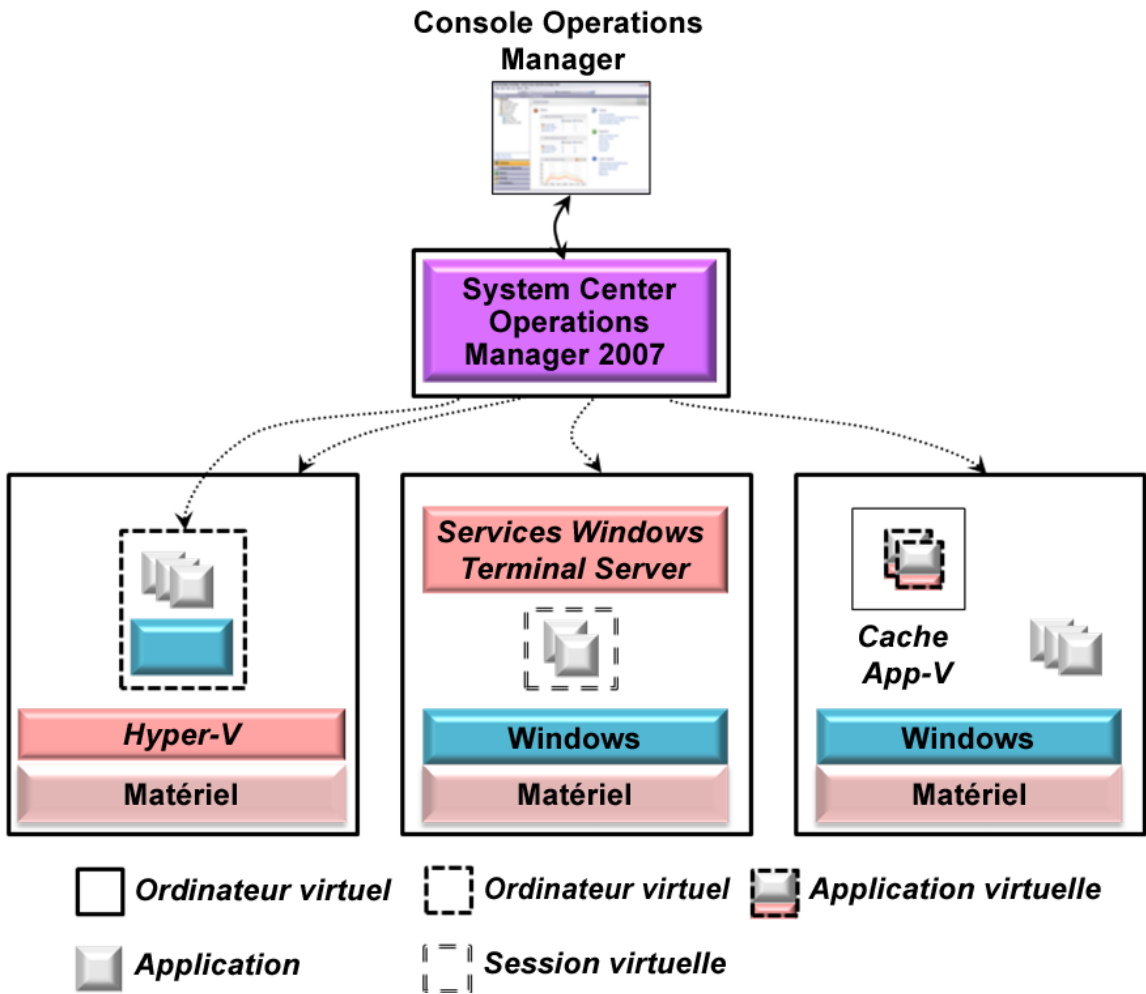 Console Operations
Manager
System Center
Operations
Manager 2007
Services Windows
Terminal Server
Cache
App-V
Hyper-V
Windows
Windows
Matériel
Matériel
Matériel
Ordinateur virtuel
Ordinateur virtuel
Application virtuelle
Application
Session virtuelle